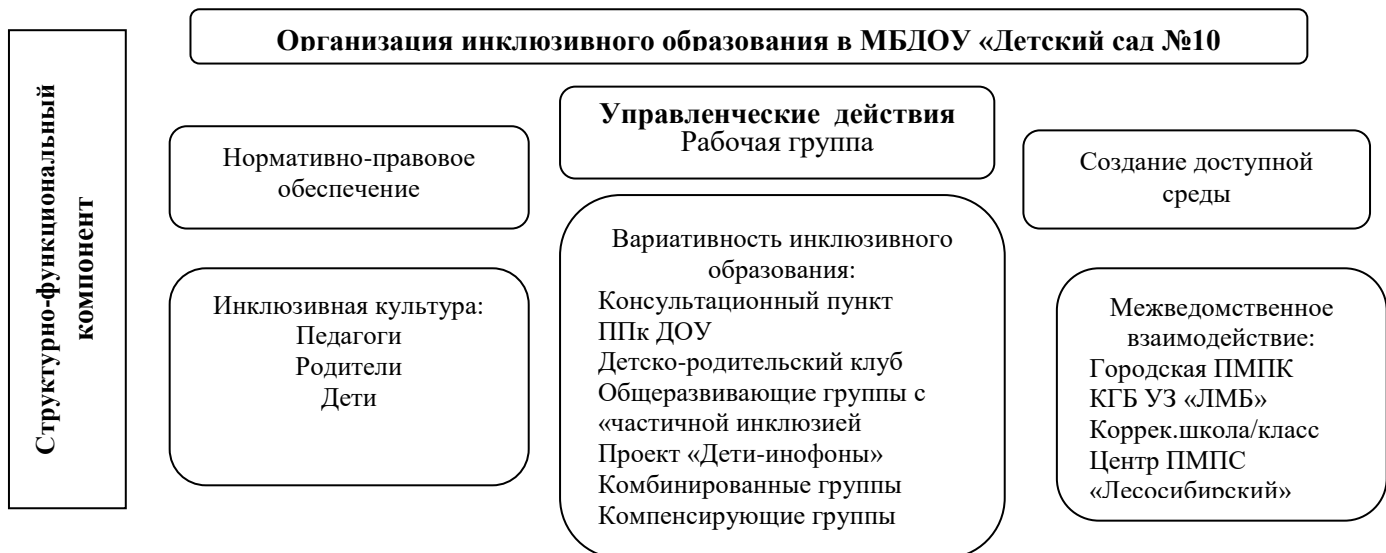 Структурно-функциональный
компонент
Организация инклюзивного образования в МБДОУ «Детский сад №10
Управленческие действия
Рабочая группа
Нормативно-правовое
обеспечение
Создание доступной
среды
Инклюзивная культура:
Педагоги
Родители
Дети
Вариативность инклюзивного
образования:
Консультационный пункт
ППк ДОУ
Детско-родительский клуб
Общеразвивающие группы с
«частичной инклюзией
Проект «Дети-инофоны»
Комбинированные группы
Компенсирующие группы
Межведомственное
взаимодействие:
Городская ПМПК
КГБ УЗ «ЛМБ»
Коррек.школа/класс
Центр ПМПС
«Лесосибирский»